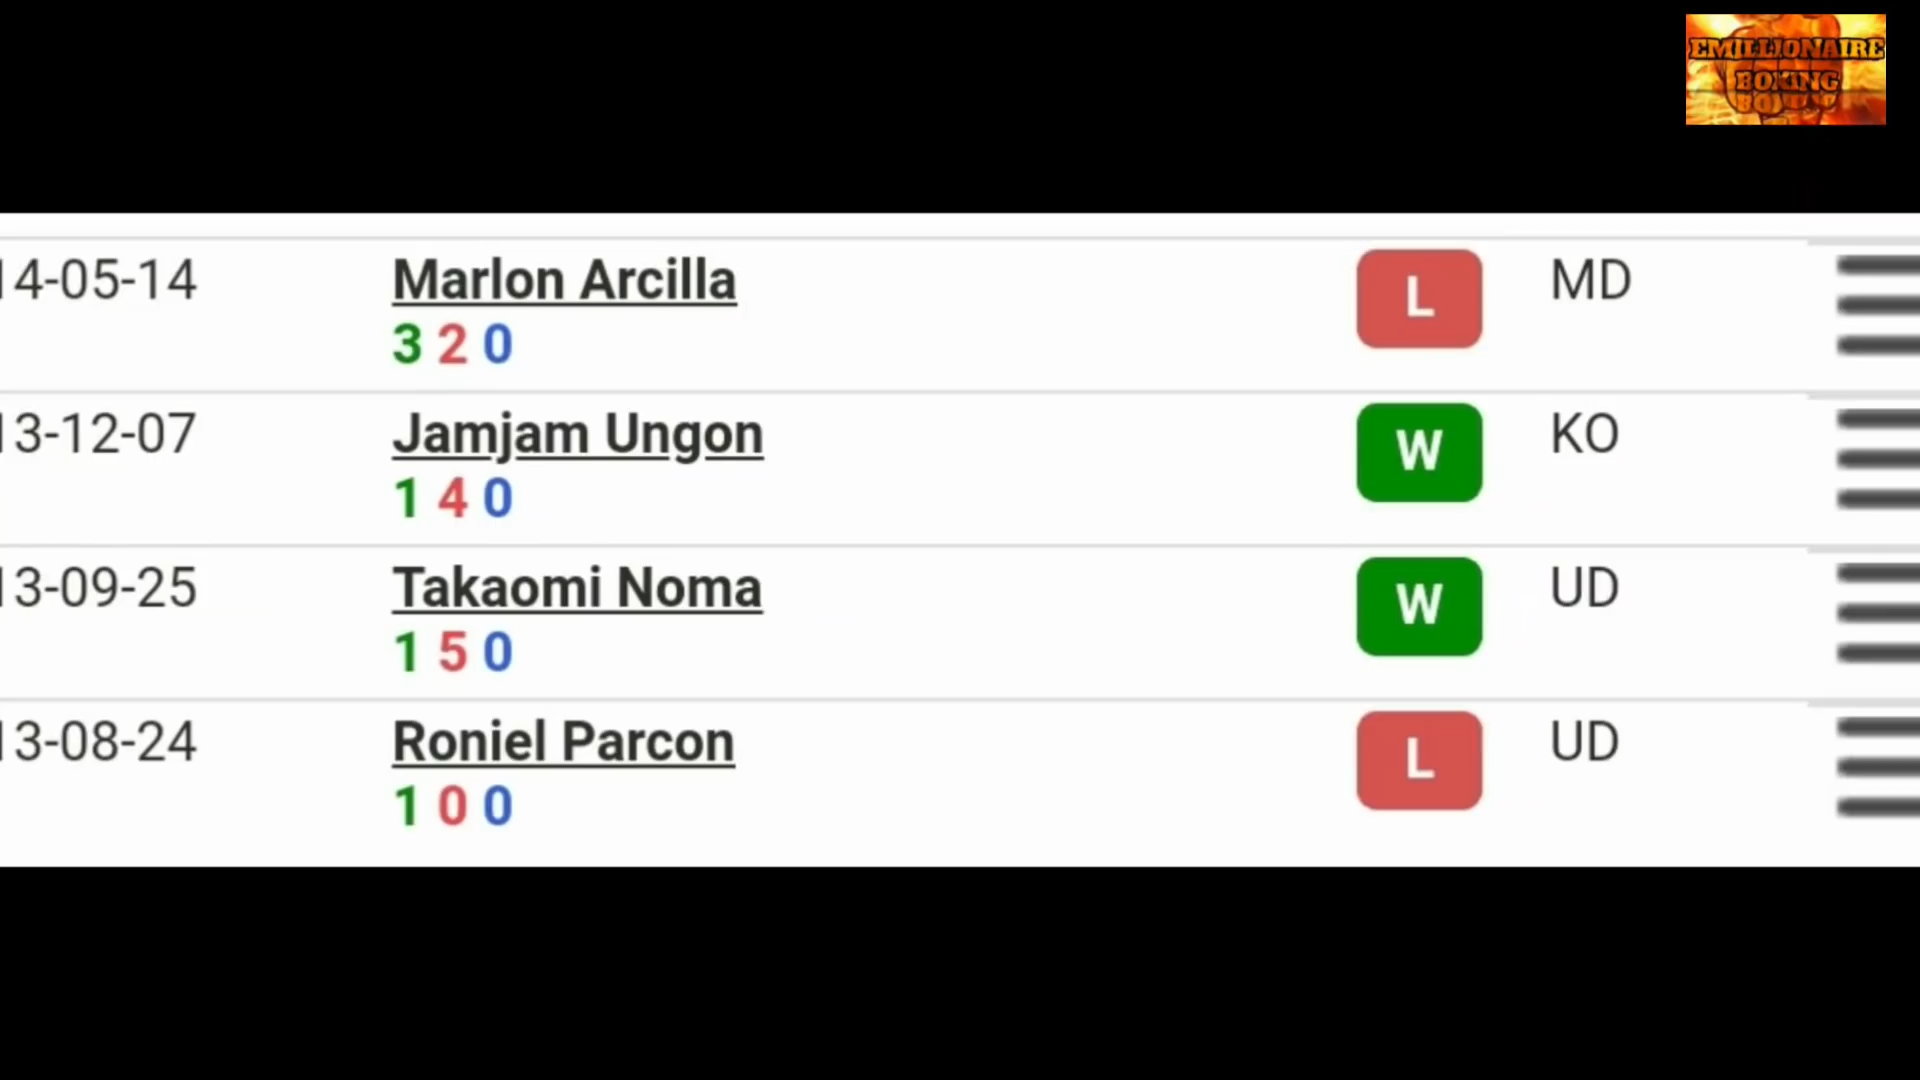 EMILLIONAIRE
BOXING
14-05-14 Marlon Arcilla L MD
3 2 0
13-12-07 Jamjam Ungon W KO
1 4 0
13-09-25 Takaomi Noma W UD
1 5 0
13-08-24 Roniel Parcon L UD
1 0 0